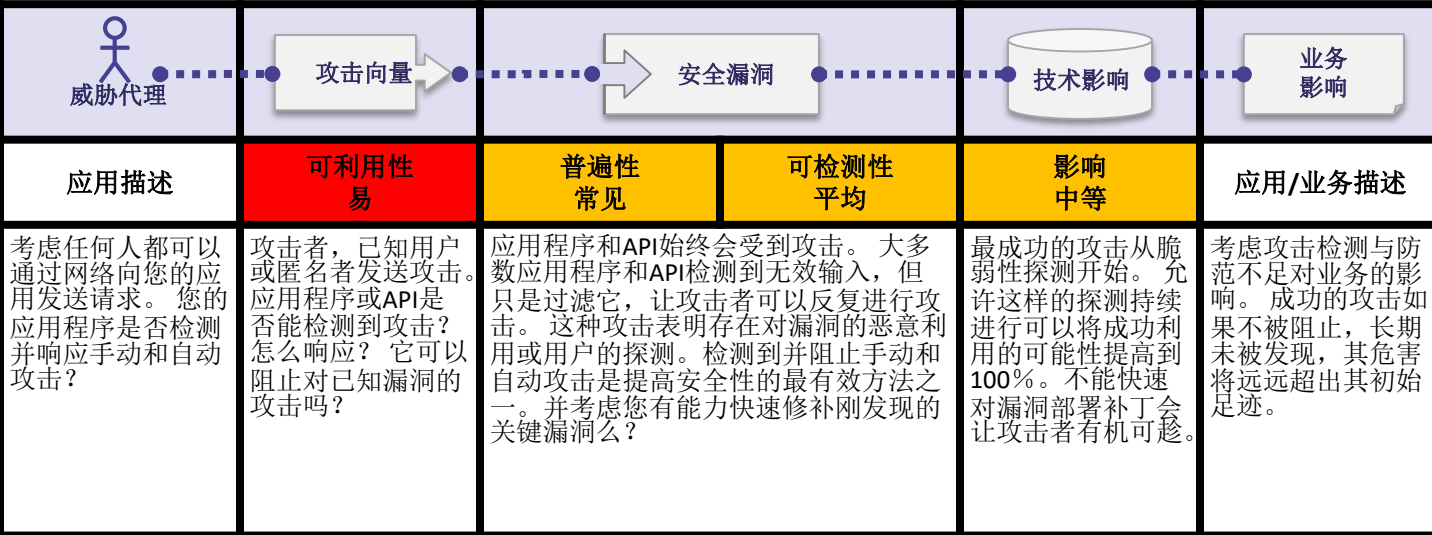 威胁代理
攻击向量
安全漏洞
技术影响
业务
影响
应用描述
可利用性
易
普遍性
常见
可检测性
平均
影响
中等
应用/业务描述
考虑任何人都可以
通过网络向您的应
用发送请求。 您的
应用程序是否检测
并响应手动和自动
攻击？
攻击者，已知用户
或匿名者发送攻击。
应用程序或API是
否能检测到攻击？
怎么响应？ 它可以
阻止对已知漏洞的
攻击吗？
应用程序和API始终会受到攻击。 大多
数应用程序和API检测到无效输入，但
只是过滤它，让攻击者可以反复进行攻
击。 这种攻击表明存在对漏洞的恶意利
用或用户的探测。检测到并阻止手动和
自动攻击是提高安全性的最有效方法之
一。并考虑您有能力快速修补刚发现的
关键漏洞么？
最成功的攻击从脆
弱性探测开始。 允
许这样的探测持续
进行可以将成功利
用的可能性提高到
100％。不能快速
对漏洞部署补丁会
让攻击者有机可趁。
考虑攻击检测与防
范不足对业务的影
响。 成功的攻击如
果不被阻止，长期
未被发现，其危害
将远远超出其初始
足迹。